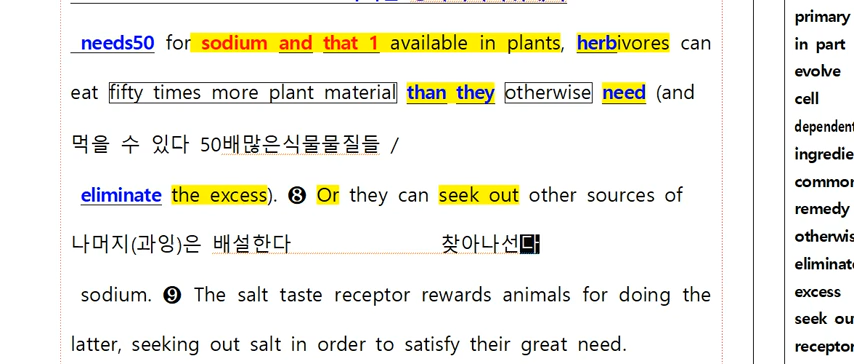 needs50 for sodium and that 1 available in plants, herbivores can
eat fifty times more plant material than they otherwise need (and
먹을 수 있다 50배많은식물물질들 /
eliminate the excess). ❽ Or they can seek out other sources of
나머지(과잉)은 배설한다 찾아나선다
sodium. ❾ The salt taste receptor rewards animals for doing the
latter, seeking out salt in order to satisfy their great need.
primary
in part
evolve
cell
dependent
ingredie
common
remedy
otherwis
eliminate
excess
seek ou
receptor